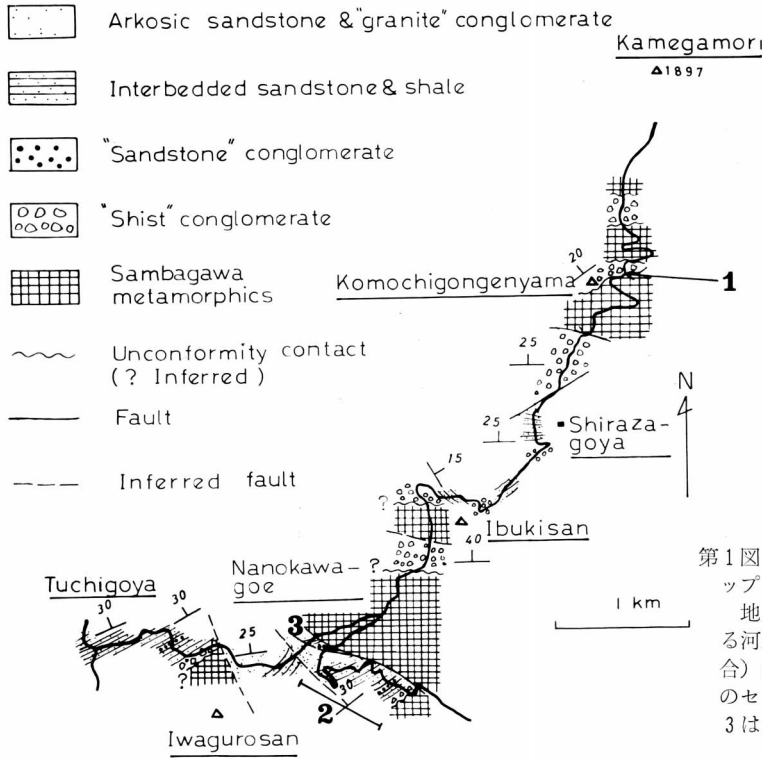 Arkosic sandstone & "granite" conglomerate
Interbedded sandstone & shale
"Sandstone" conglomerate
"Shist" conglomerate
Sambagawa
metamorphics
Unconformity contact
(? Inferred)
Fault
Inferred fault
Kamegamori
△1897
20
Komochigongenyama
1
25
N
25
Shiraza-
goya
15
?
Ibukisan
40
Nanokawa-
goe
?
Tuchigoya
30
30
25
3
1 km
?
30
2
Iwagurosan
第1図
ップ
地
る河
合)
のセ
3は